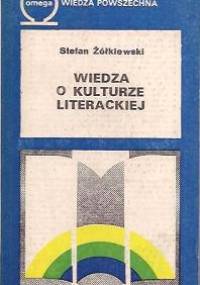 omega
WIEDZA POWSZECHNA
Stefan Żółkiewski
WIEDZA
O KULTURZE
LITERACKIEJ